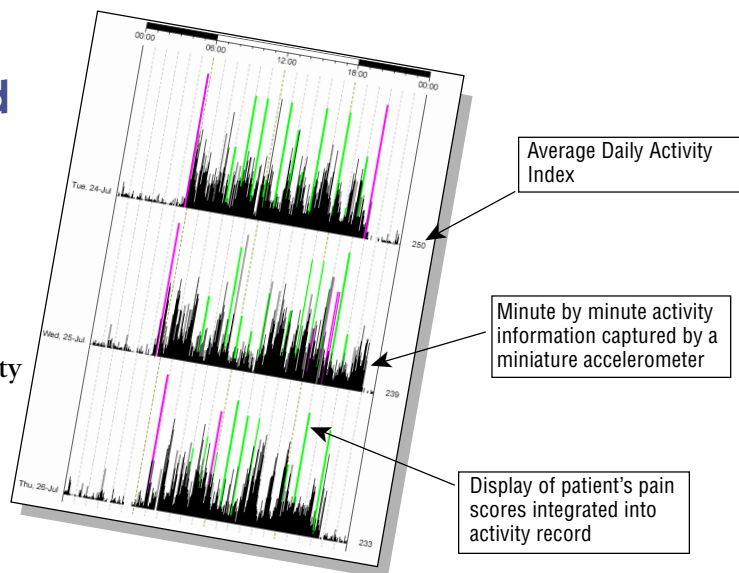 d
00:00
06:00
12:00
18:00
00:00
Tue, 24-Jul
250
Average Daily Activity
Index
Wed, 25-Jul
239
Minute by minute activity
information captured by a
miniature accelerometer
ty
Thu, 26-Jul
233
Display of patient's pain
scores integrated into
activity record